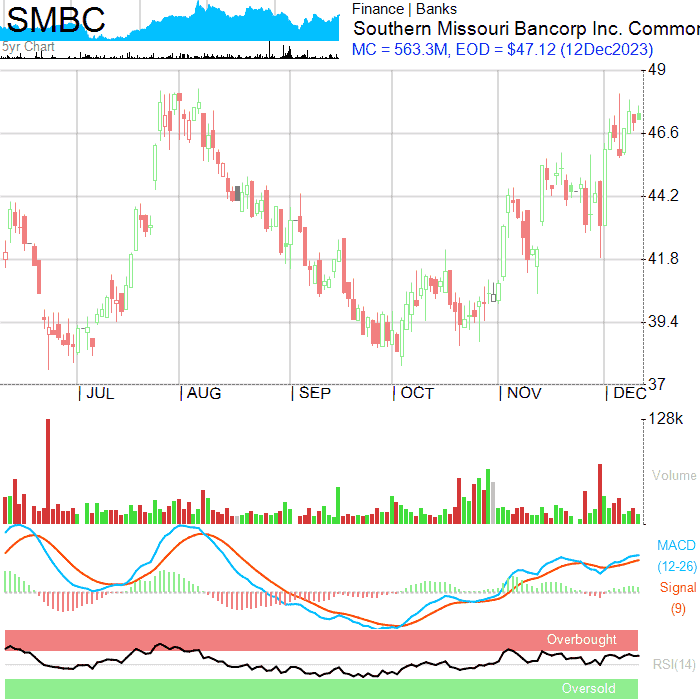 SMBC
5yr Chart
Finance | Banks
Southern Missouri Bancorp Inc. Common
MC = 563.3M, EOD = $47.12 (12Dec2023)
49
46.6
44.2
41.8
39.4
37
JUL
AUG
SEP
OCT
NOV
DEC
128k
Volume
MACD
(12-26)
Signal
(9)
Overbought
RSI(14)
Oversold